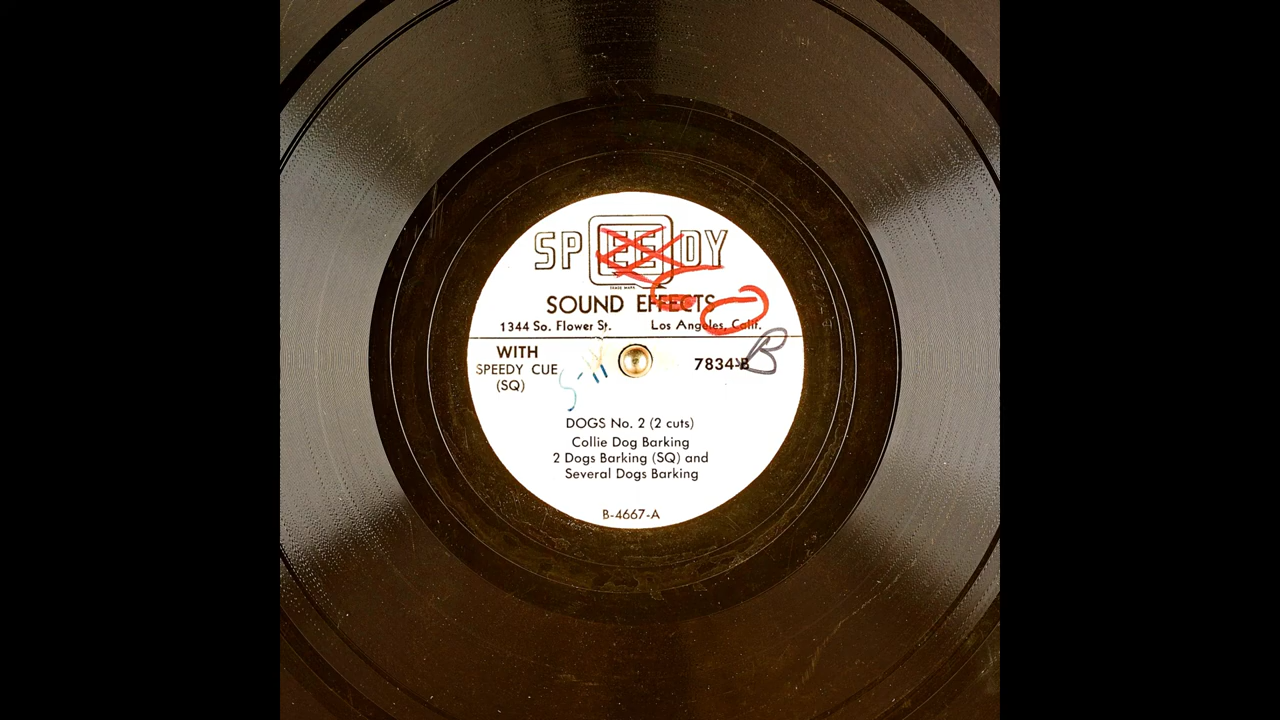 SPEEDY
TRADE MARK
SOUND EFFECTS
1344 So. Flower St. Los Angeles, Calif.
WITH
SPEEDY CUE
(SQ)
7834-B
B
DOGS No. 2 (2 cuts)
Collie Dog Barking
2 Dogs Barking (SQ) and
Several Dogs Barking
B-4667-A